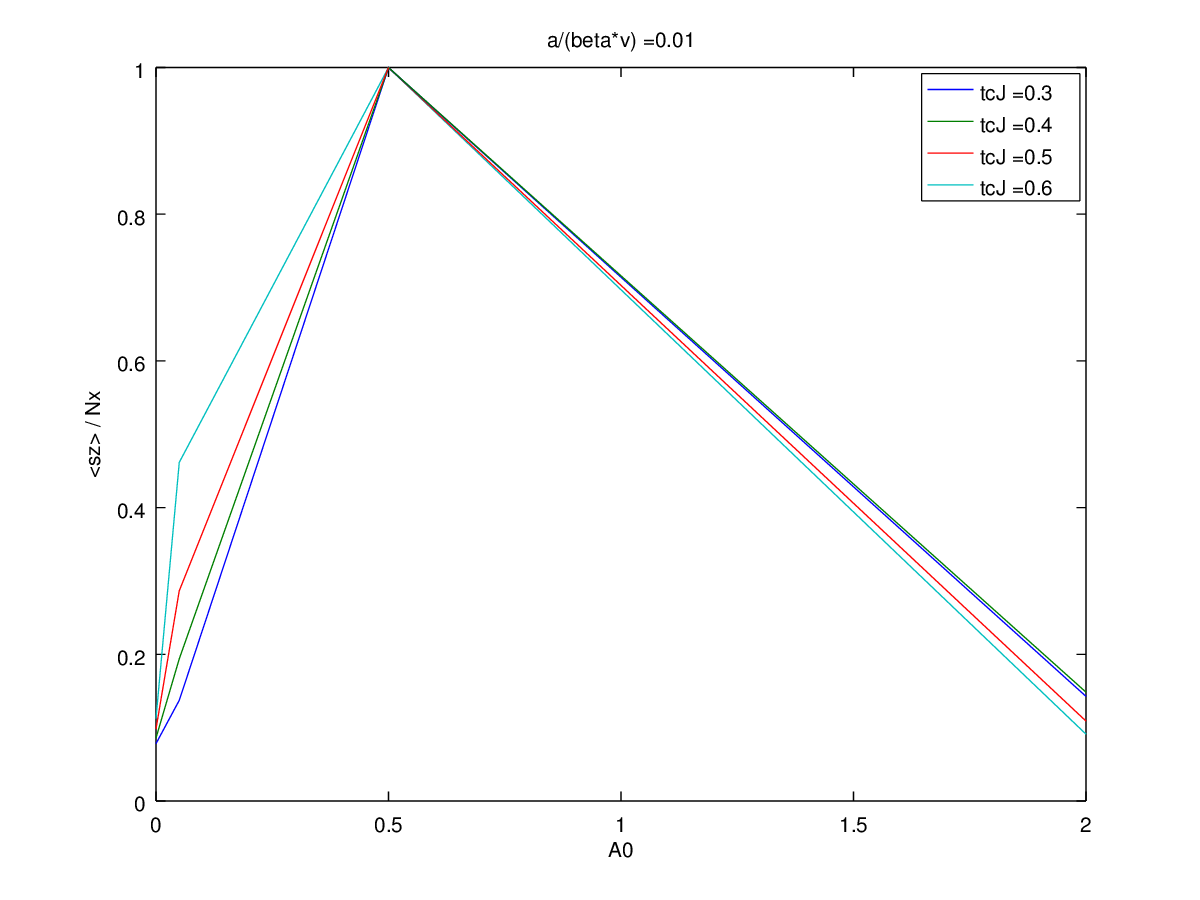 a/(beta*v) =0.01
1
0.8
0.6
0.4
0.2
0
<sz> / Nx
tcJ =0.3
tcJ =0.4
tcJ =0.5
tcJ =0.6
0 0.5 1 1.5 2
A0